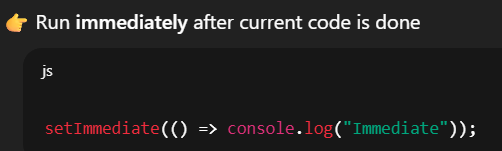 👉 Run immediately after current code is done
js
setImmediate(() => console.log("Immediate"));